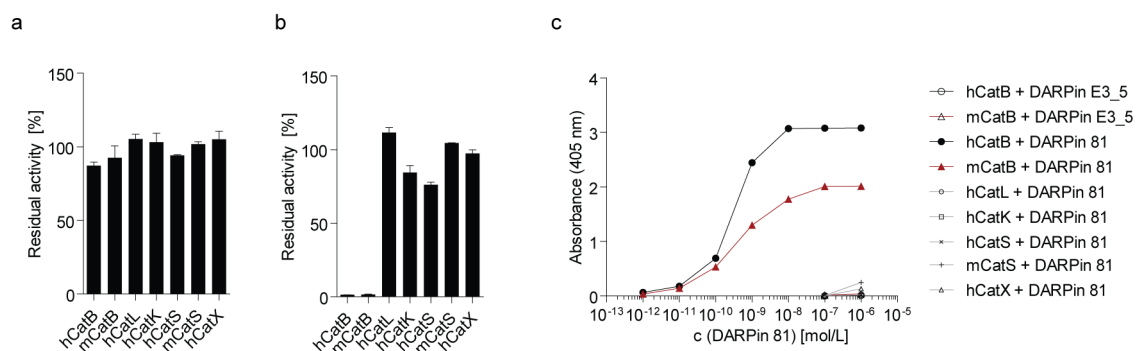 a
b
c
150
100
50
0
Residual activity [%]
hCatB
mCatB
hCatL
hCatK
hCatS
mCatS
hCatX
150
100
50
0
Residual activity [%]
hCatB
mCatB
hCatL
hCatK
hCatS
mCatS
hCatX
4
3
2
1
0
Absorbance (405 nm)
10-13 10-12 10-11 10-10 10-9 10-8 10-7 10-6 10-5
c (DARPin 81) [mol/L]
hCatB + DARPin E3_5
mCatB + DARPin E3_5
hCatB + DARPin 81
mCatB + DARPin 81
hCatL + DARPin 81
hCatK + DARPin 81
hCatS + DARPin 81
mCatS + DARPin 81
hCatX + DARPin 81